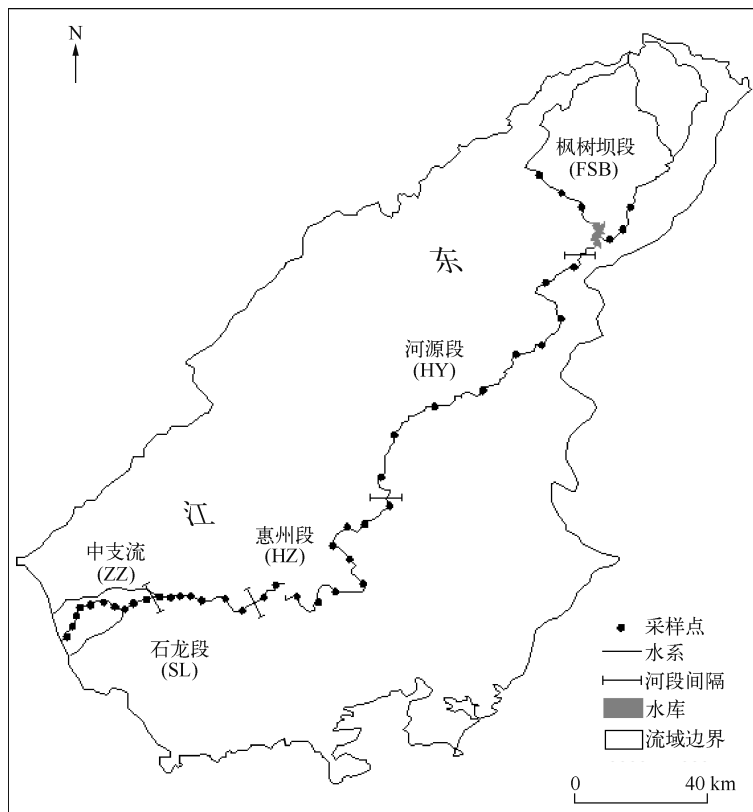 N
枫树坝段
(FSB)
东
河源段
(HY)
江
惠州段
(HZ)
中支流
(ZZ)
石龙段
(SL)
采样点
水系
河段间隔
水库
流域边界
0 40 km